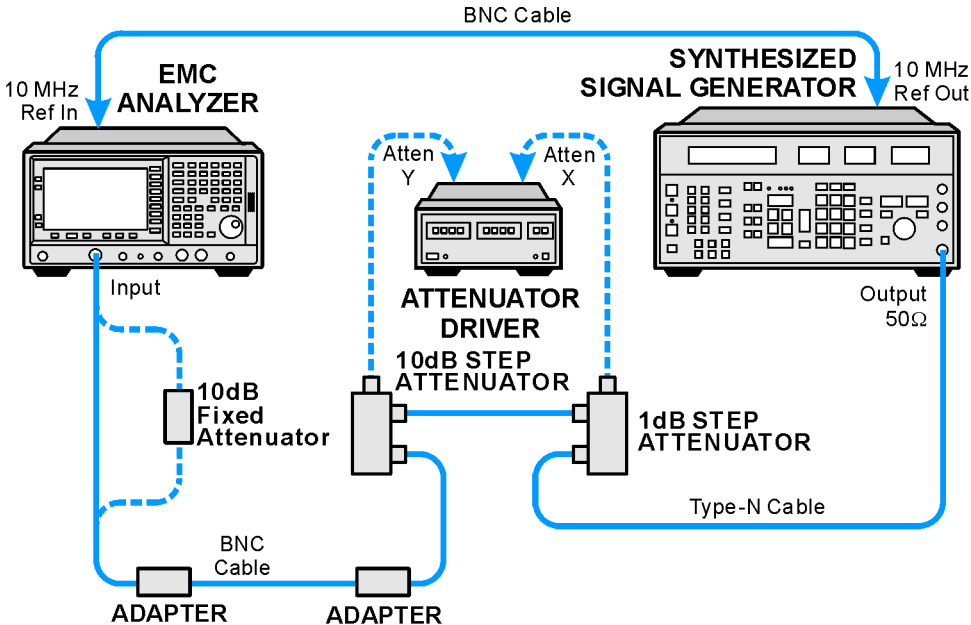 BNC Cable
EMC
ANALYZER
10 MHz
Ref In
SYNTHESIZED
SIGNAL GENERATOR
10 MHz
Ref Out
Atten
Y
Atten
X
Input
ATTENUATOR
DRIVER
Output
50Ω
10dB STEP
ATTENUATOR
10dB
Fixed
Attenuator
1dB STEP
ATTENUATOR
Type-N Cable
BNC
Cable
ADAPTER
ADAPTER